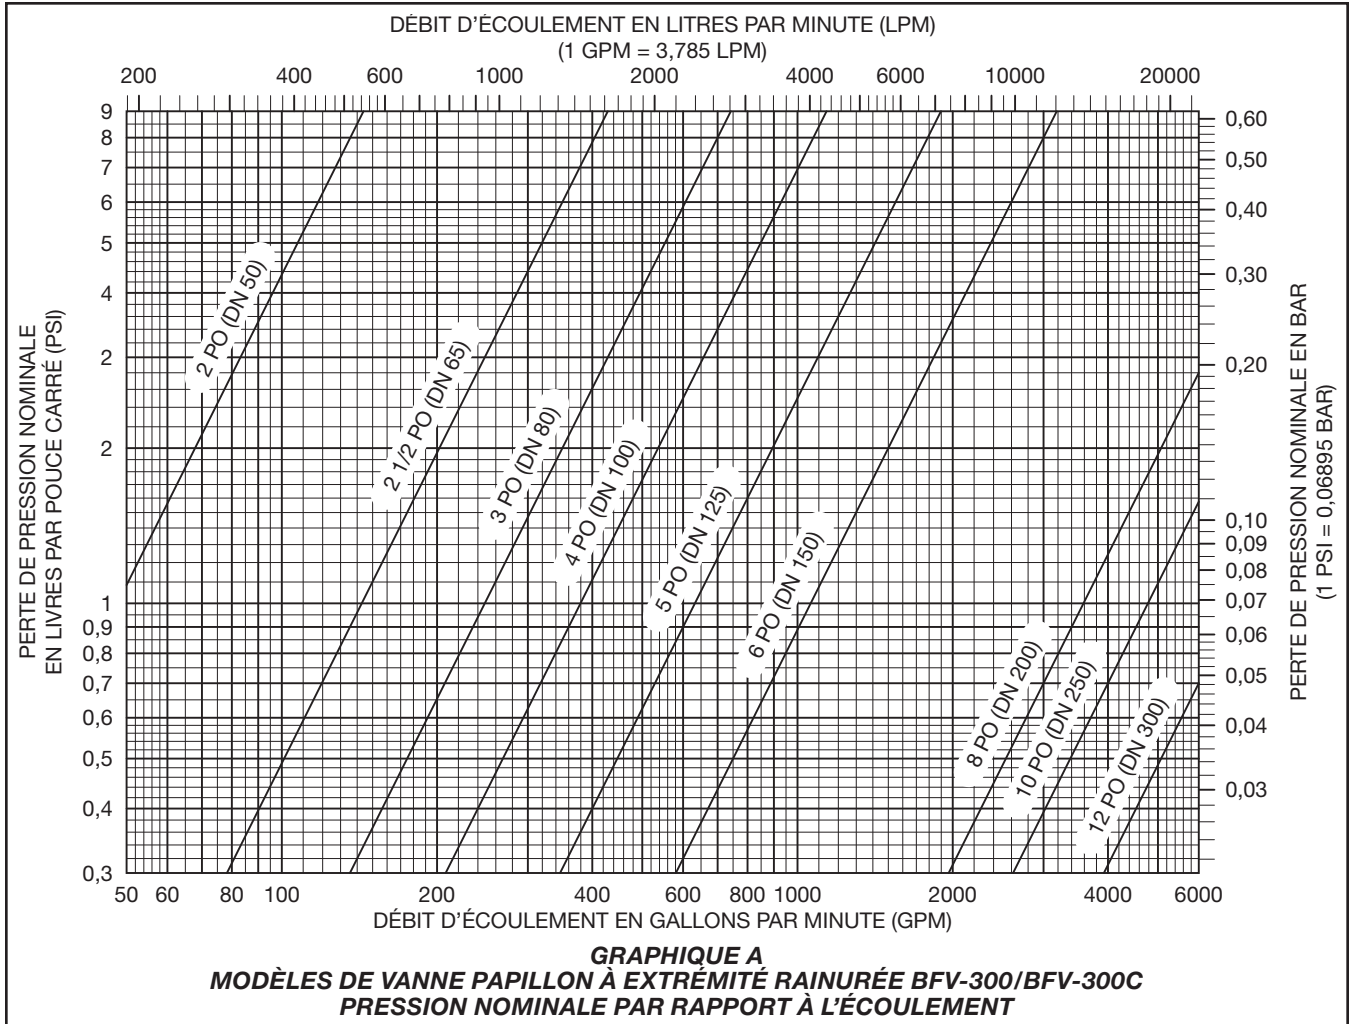 DÉBIT D'ÉCOULEMENT EN LITRES PAR MINUTE (LPM)
(1 GPM = 3,785 LPM)
200 400 600 1000 2000 4000 6000 10000 20000
PERTE DE PRESSION NOMINALE
EN LIVRES PAR POUCE CARRÉ (PSI)
9
8
7
6
5
4
2
2
1
0,9
0,8
0,7
0,6
0,5
0,4
0,3
2 PO (DN 50)
2 1/2 PO (DN 65)
3 PO (DN 80)
4 PO (DN 100)
5 PO (DN 125)
6 PO (DN 150)
8 PO (DN 200)
10 PO (DN 250)
12 PO (DN 300)
0,60
0,50
0,40
0,30
0,20
0,10
0,09
0,08
0,07
0,06
0,05
0,04
0,03
PERTE DE PRESSION NOMINALE EN BAR
(1 PSI = 0,06895 BAR)
50 60 80 100 200 400 600 800 1000 2000 4000 6000
DÉBIT D'ÉCOULEMENT EN GALLONS PAR MINUTE (GPM)
GRAPHIQUE A
MODÈLES DE VANNE PAPILLON À EXTRÉMITÉ RAINURÉE BFV-300/BFV-300C
PRESSION NOMINALE PAR RAPPORT À L'ÉCOULEMENT